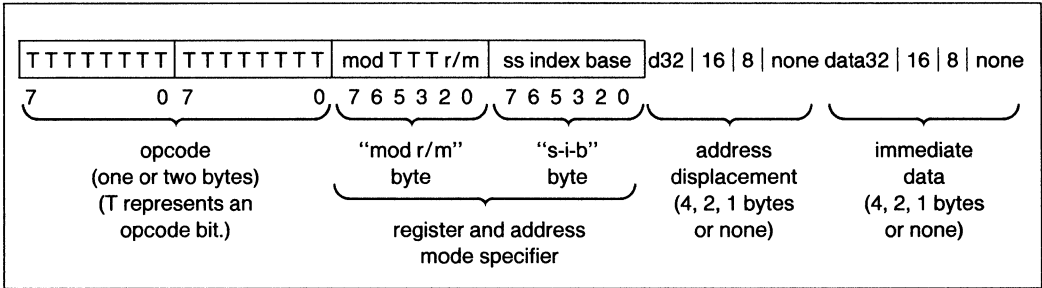 T T T T T T T T T T T T T T T T mod T T T r/m ss index base d32 | 16 | 8 | none data32 | 16 | 8 | none
7 0 7 0 7 6 5 3 2 0 7 6 5 3 2 0
opcode
(one or two bytes)
(T represents an
opcode bit.)
“mod r/m”
byte
“s-i-b”
byte
register and address
mode specifier
address
displacement
(4, 2, 1 bytes
or none)
immediate
data
(4, 2, 1 bytes
or none)